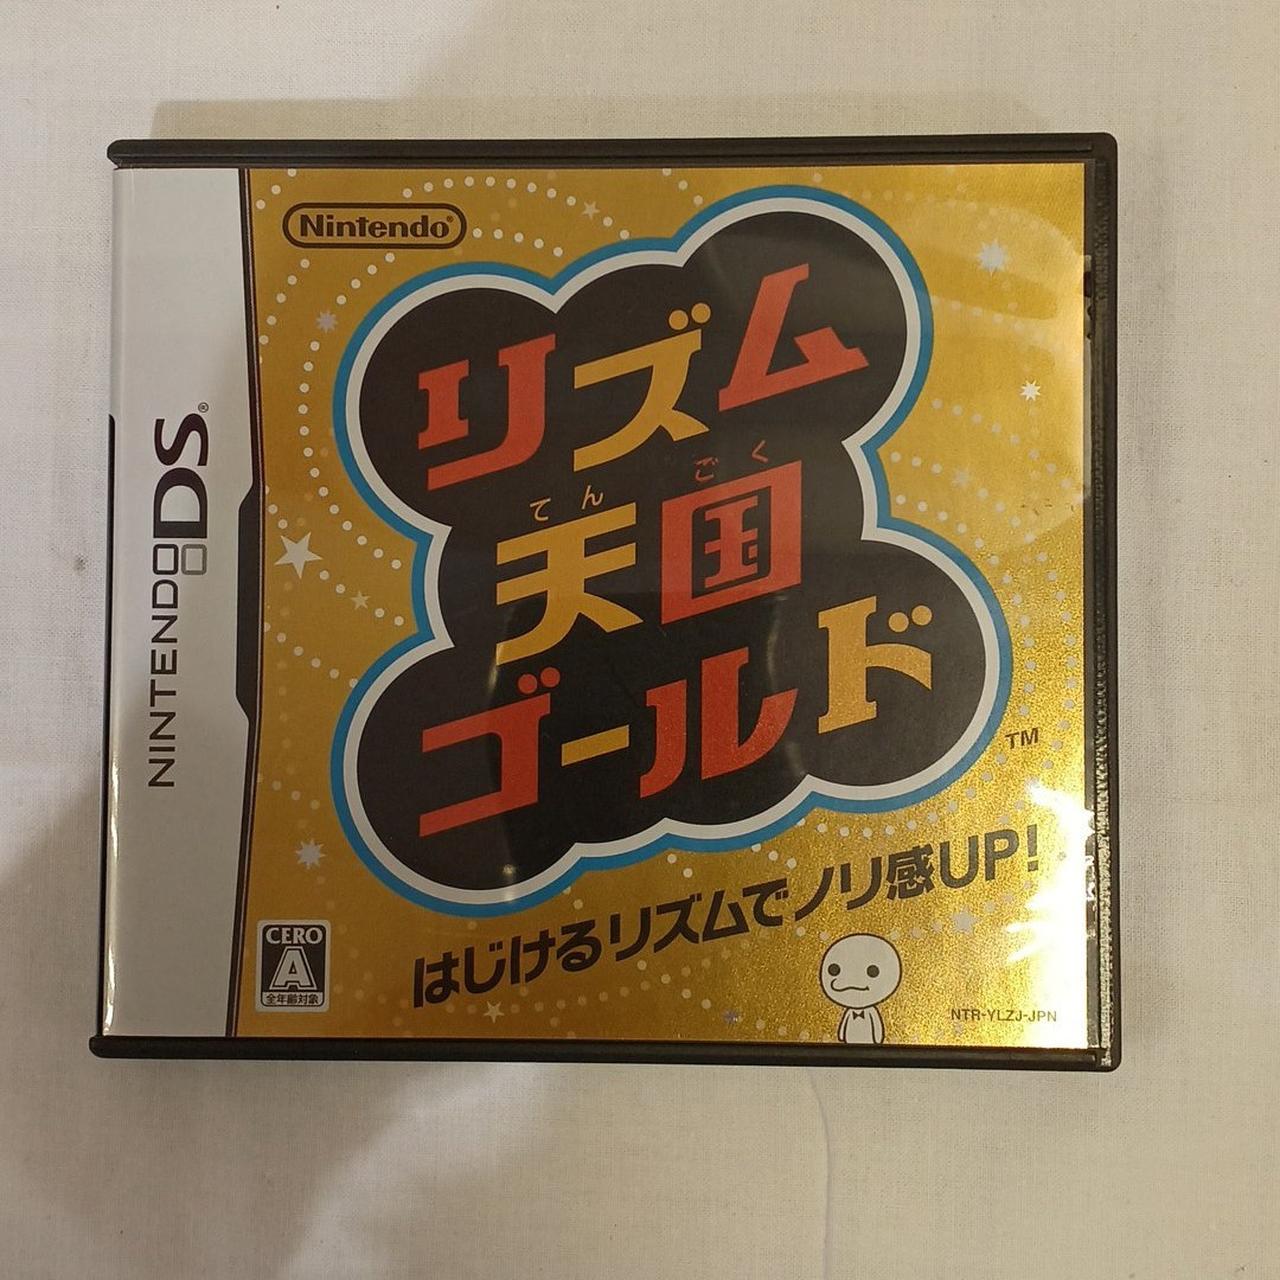 Nintendo®
NINTENDO DS®
リズム
てんごく
天国
ゴールド
TM
はじけるリズムでノリ感UP!
CERO
A
全年齢対象
NTR-YLZJ-JPN